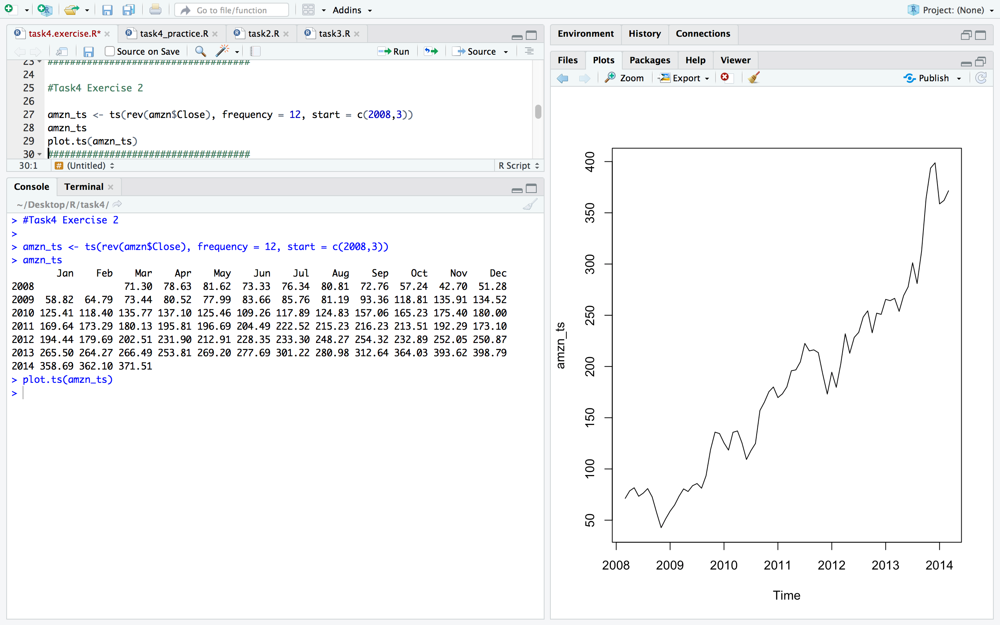 Go to file/function
Addins
Project: (None)
task4.exercise.R*
task4_practice.R
task2.R
task3.R
Source on Save
Run
Source
23 ####################################
24
25 #Task4 Exercise 2
26
27 amzn_ts <- ts(rev(amzn$Close), frequency = 12, start = c(2008,3))
28 amzn_ts
29 plot.ts(amzn_ts)
30 ####################################
30:1 # (Untitled) R Script
Console Terminal
~/Desktop/R/task4/
> #Task4 Exercise 2
>
> amzn_ts <- ts(rev(amzn$Close), frequency = 12, start = c(2008,3))
> amzn_ts
Jan Feb Mar Apr May Jun Jul Aug Sep Oct Nov Dec
2008 71.30 78.63 81.62 73.33 76.34 80.81 72.76 57.24 42.70 51.28
2009 58.82 64.79 73.44 80.52 77.99 83.66 85.76 81.19 93.36 118.81 135.91 134.52
2010 125.41 118.40 135.77 137.10 125.46 109.26 117.89 124.83 157.06 165.23 175.40 180.00
2011 169.64 173.29 180.13 195.81 196.69 204.49 222.52 215.23 216.23 213.51 192.29 173.10
2012 194.44 179.69 202.51 231.90 212.91 228.35 233.30 248.27 254.32 232.89 252.05 250.87
2013 265.50 264.27 266.49 253.81 269.20 277.69 301.22 280.98 312.64 364.03 393.62 398.79
2014 358.69 362.10 371.51
> plot.ts(amzn_ts)
>
Environment History Connections
Files Plots Packages Help Viewer
Zoom Export Publish
400
350
300
250
200
150
100
50
amzn_ts
2008 2009 2010 2011 2012 2013 2014
Time